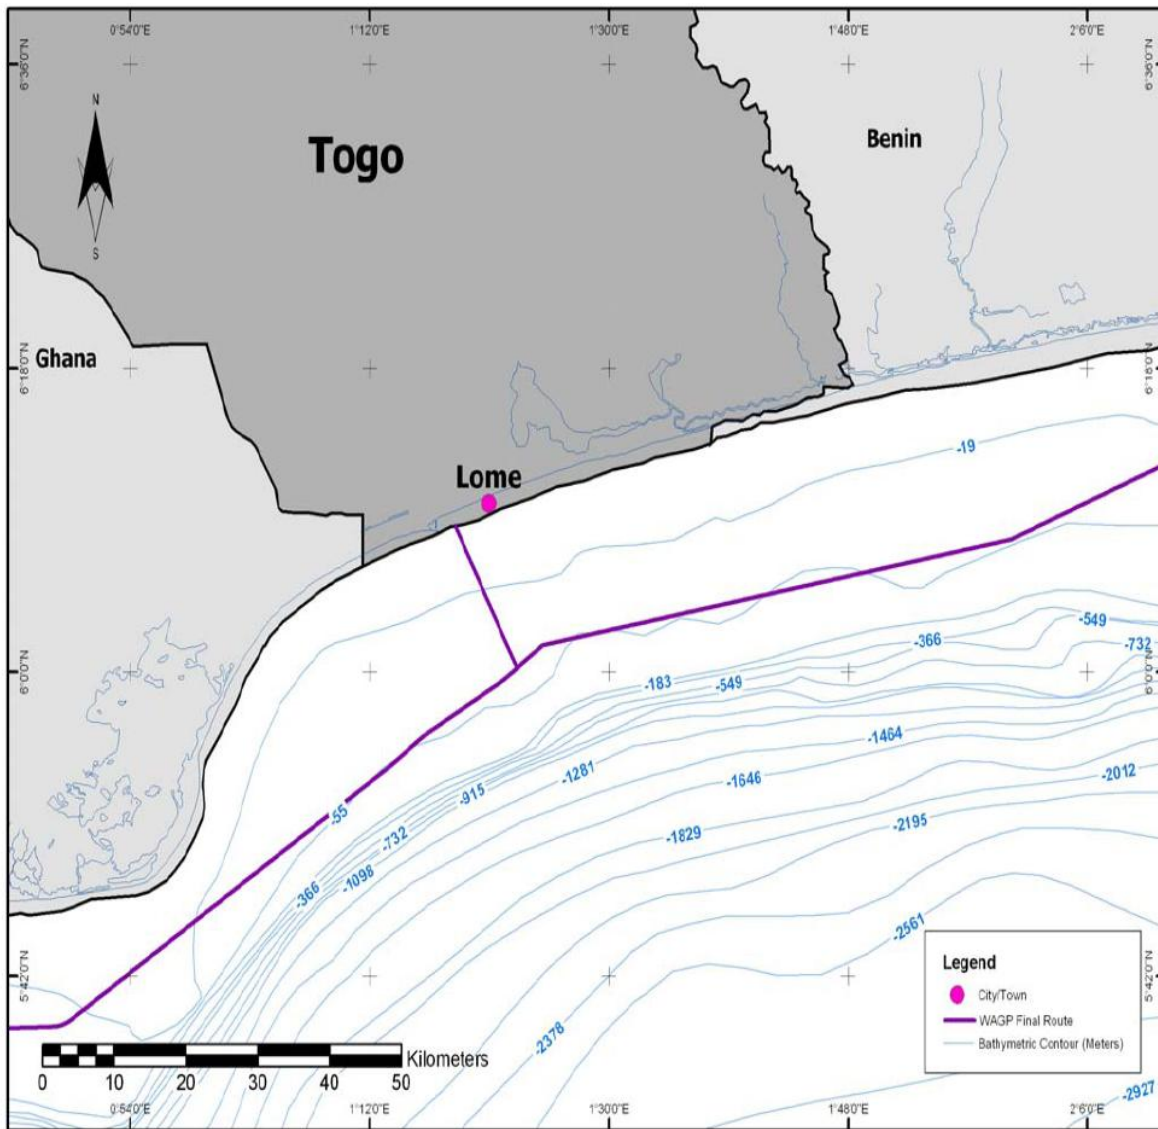 0°54'0"E
1°12'0"E
1°30'0"E
1°48'0"E
2°6'0"E
6°36'0"N
6°36'0"N
N
S
Togo
Benin
Ghana
6°18'0"N
6°18'0"N
Lome
-19
-549
-366
-732
6°0'0"N
6°0'0"N
-183
-549
-1464
-1281
-1646
-2012
-915
-55
-2195
-732
-1829
-1098
-366
-2561
5°42'0"N
5°42'0"N
Legend
City/Town
WAGP Final Route
Bathymetric Contour (Meters)
-2378
Kilometers
0 10 20 30 40 50
-2927
0°54'0"E
1°12'0"E
1°30'0"E
1°48'0"E
2°6'0"E